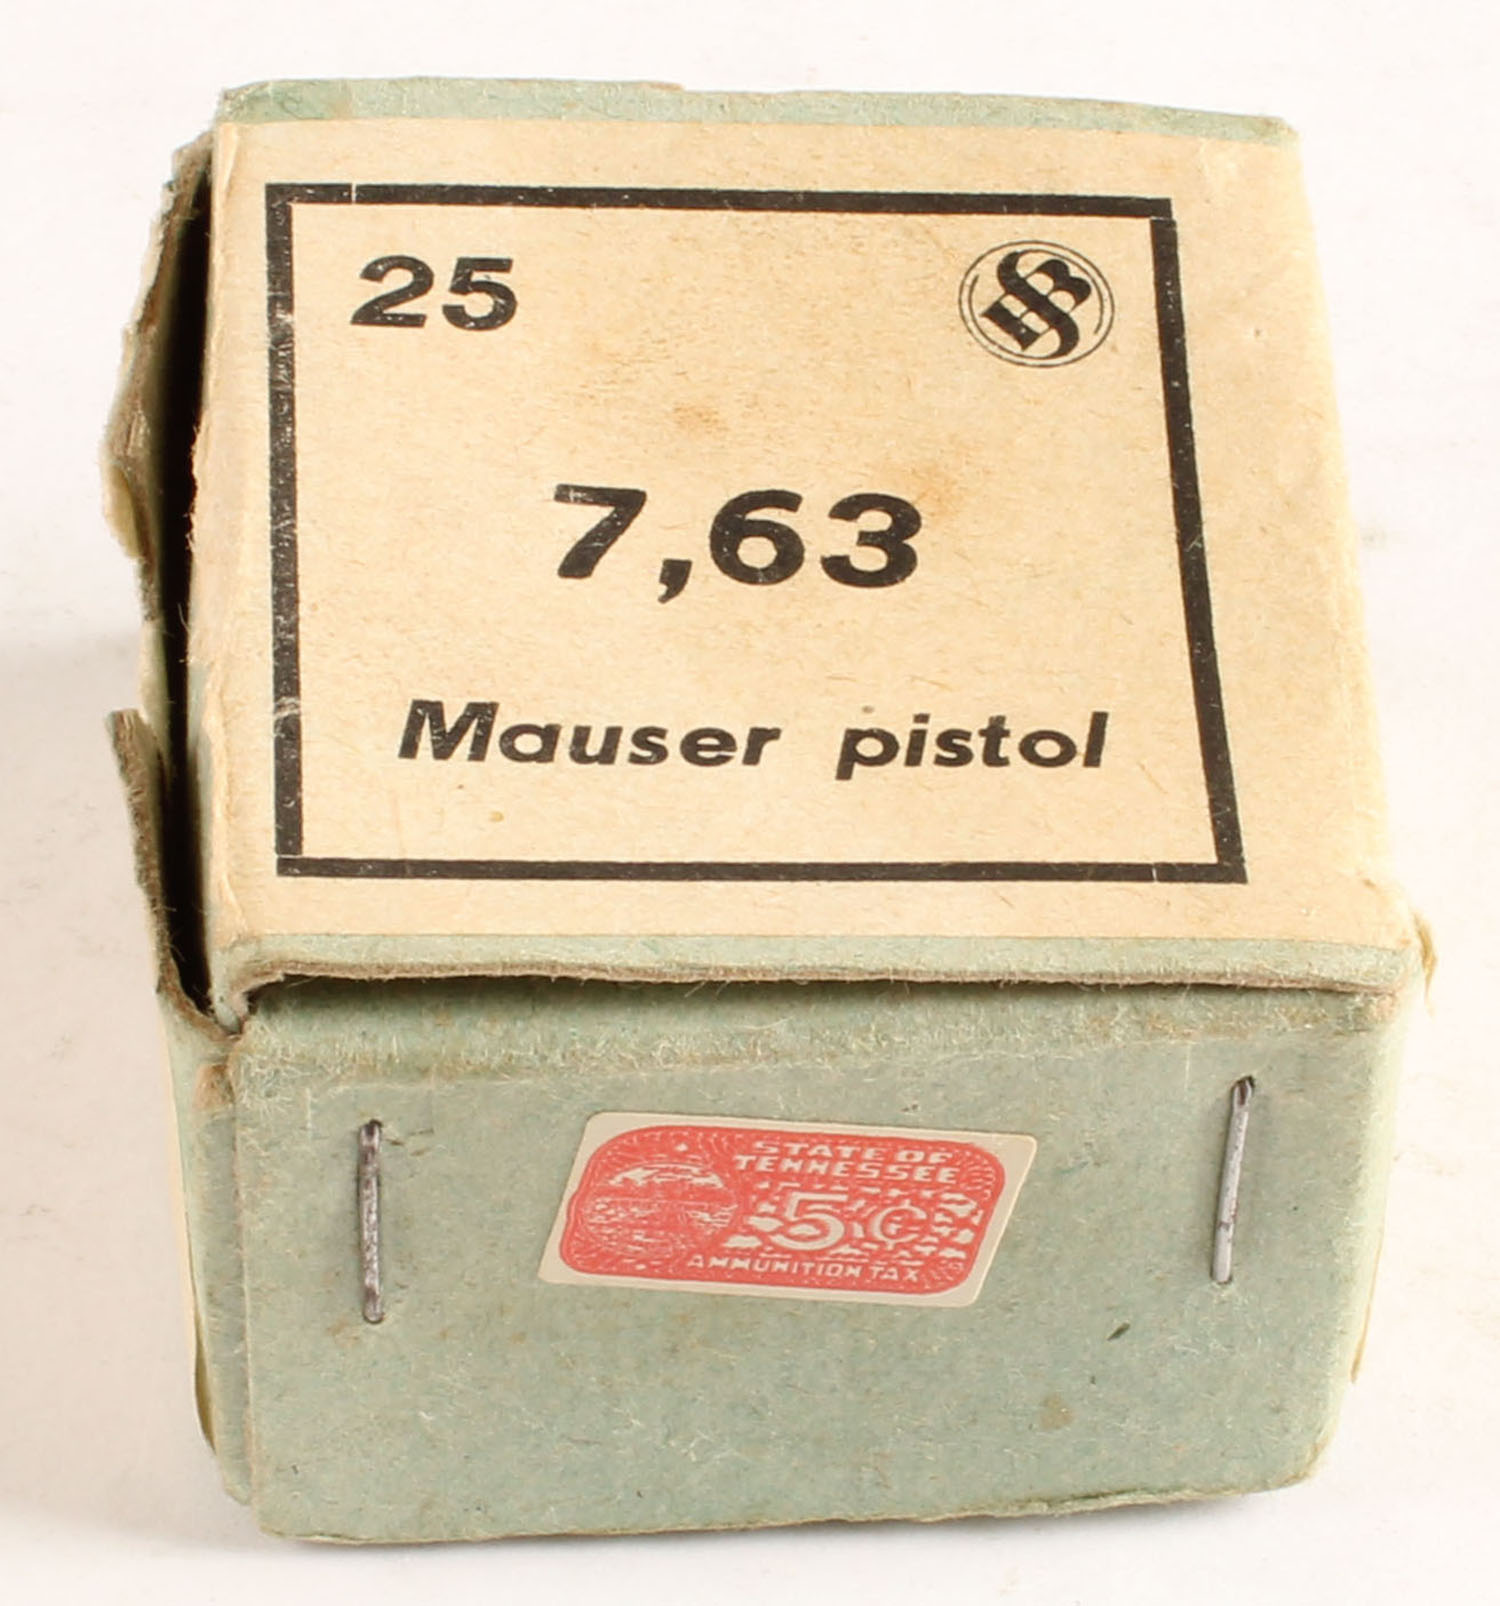 25
7,63
Mauser pistol
STATE OF
TENNESSEE
5¢
AMMUNITION TAX